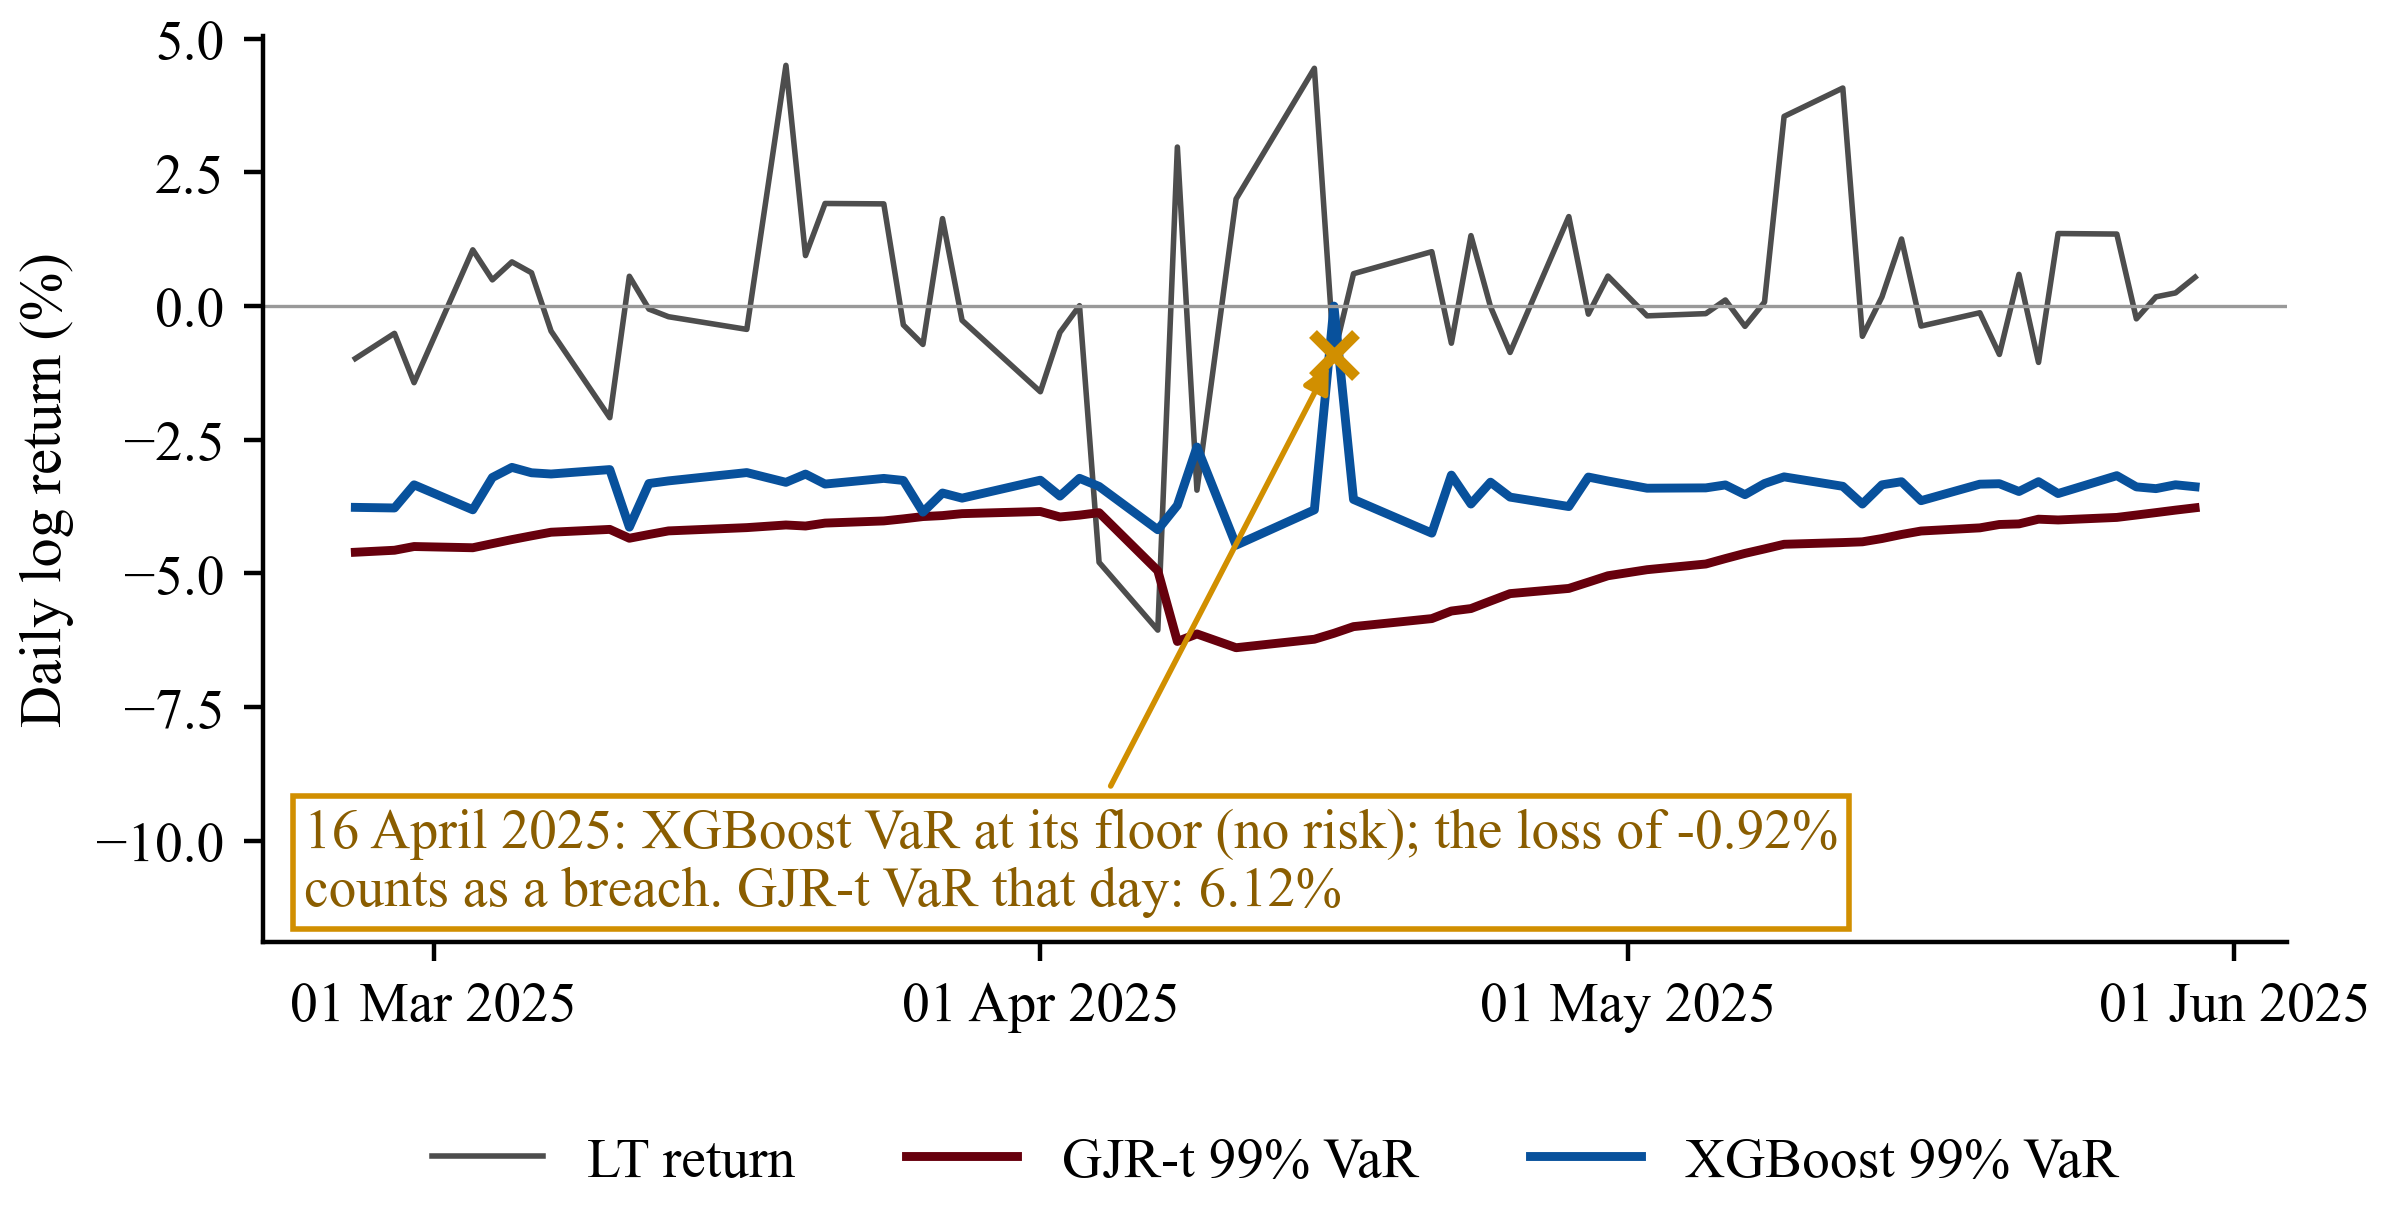 Daily log return (%)
5.0
2.5
0.0
−2.5
−5.0
−7.5
−10.0
16 April 2025: XGBoost VaR at its floor (no risk); the loss of -0.92%
counts as a breach. GJR-t VaR that day: 6.12%
01 Mar 2025
01 Apr 2025
01 May 2025
01 Jun 2025
LT return
GJR-t 99% VaR
XGBoost 99% VaR